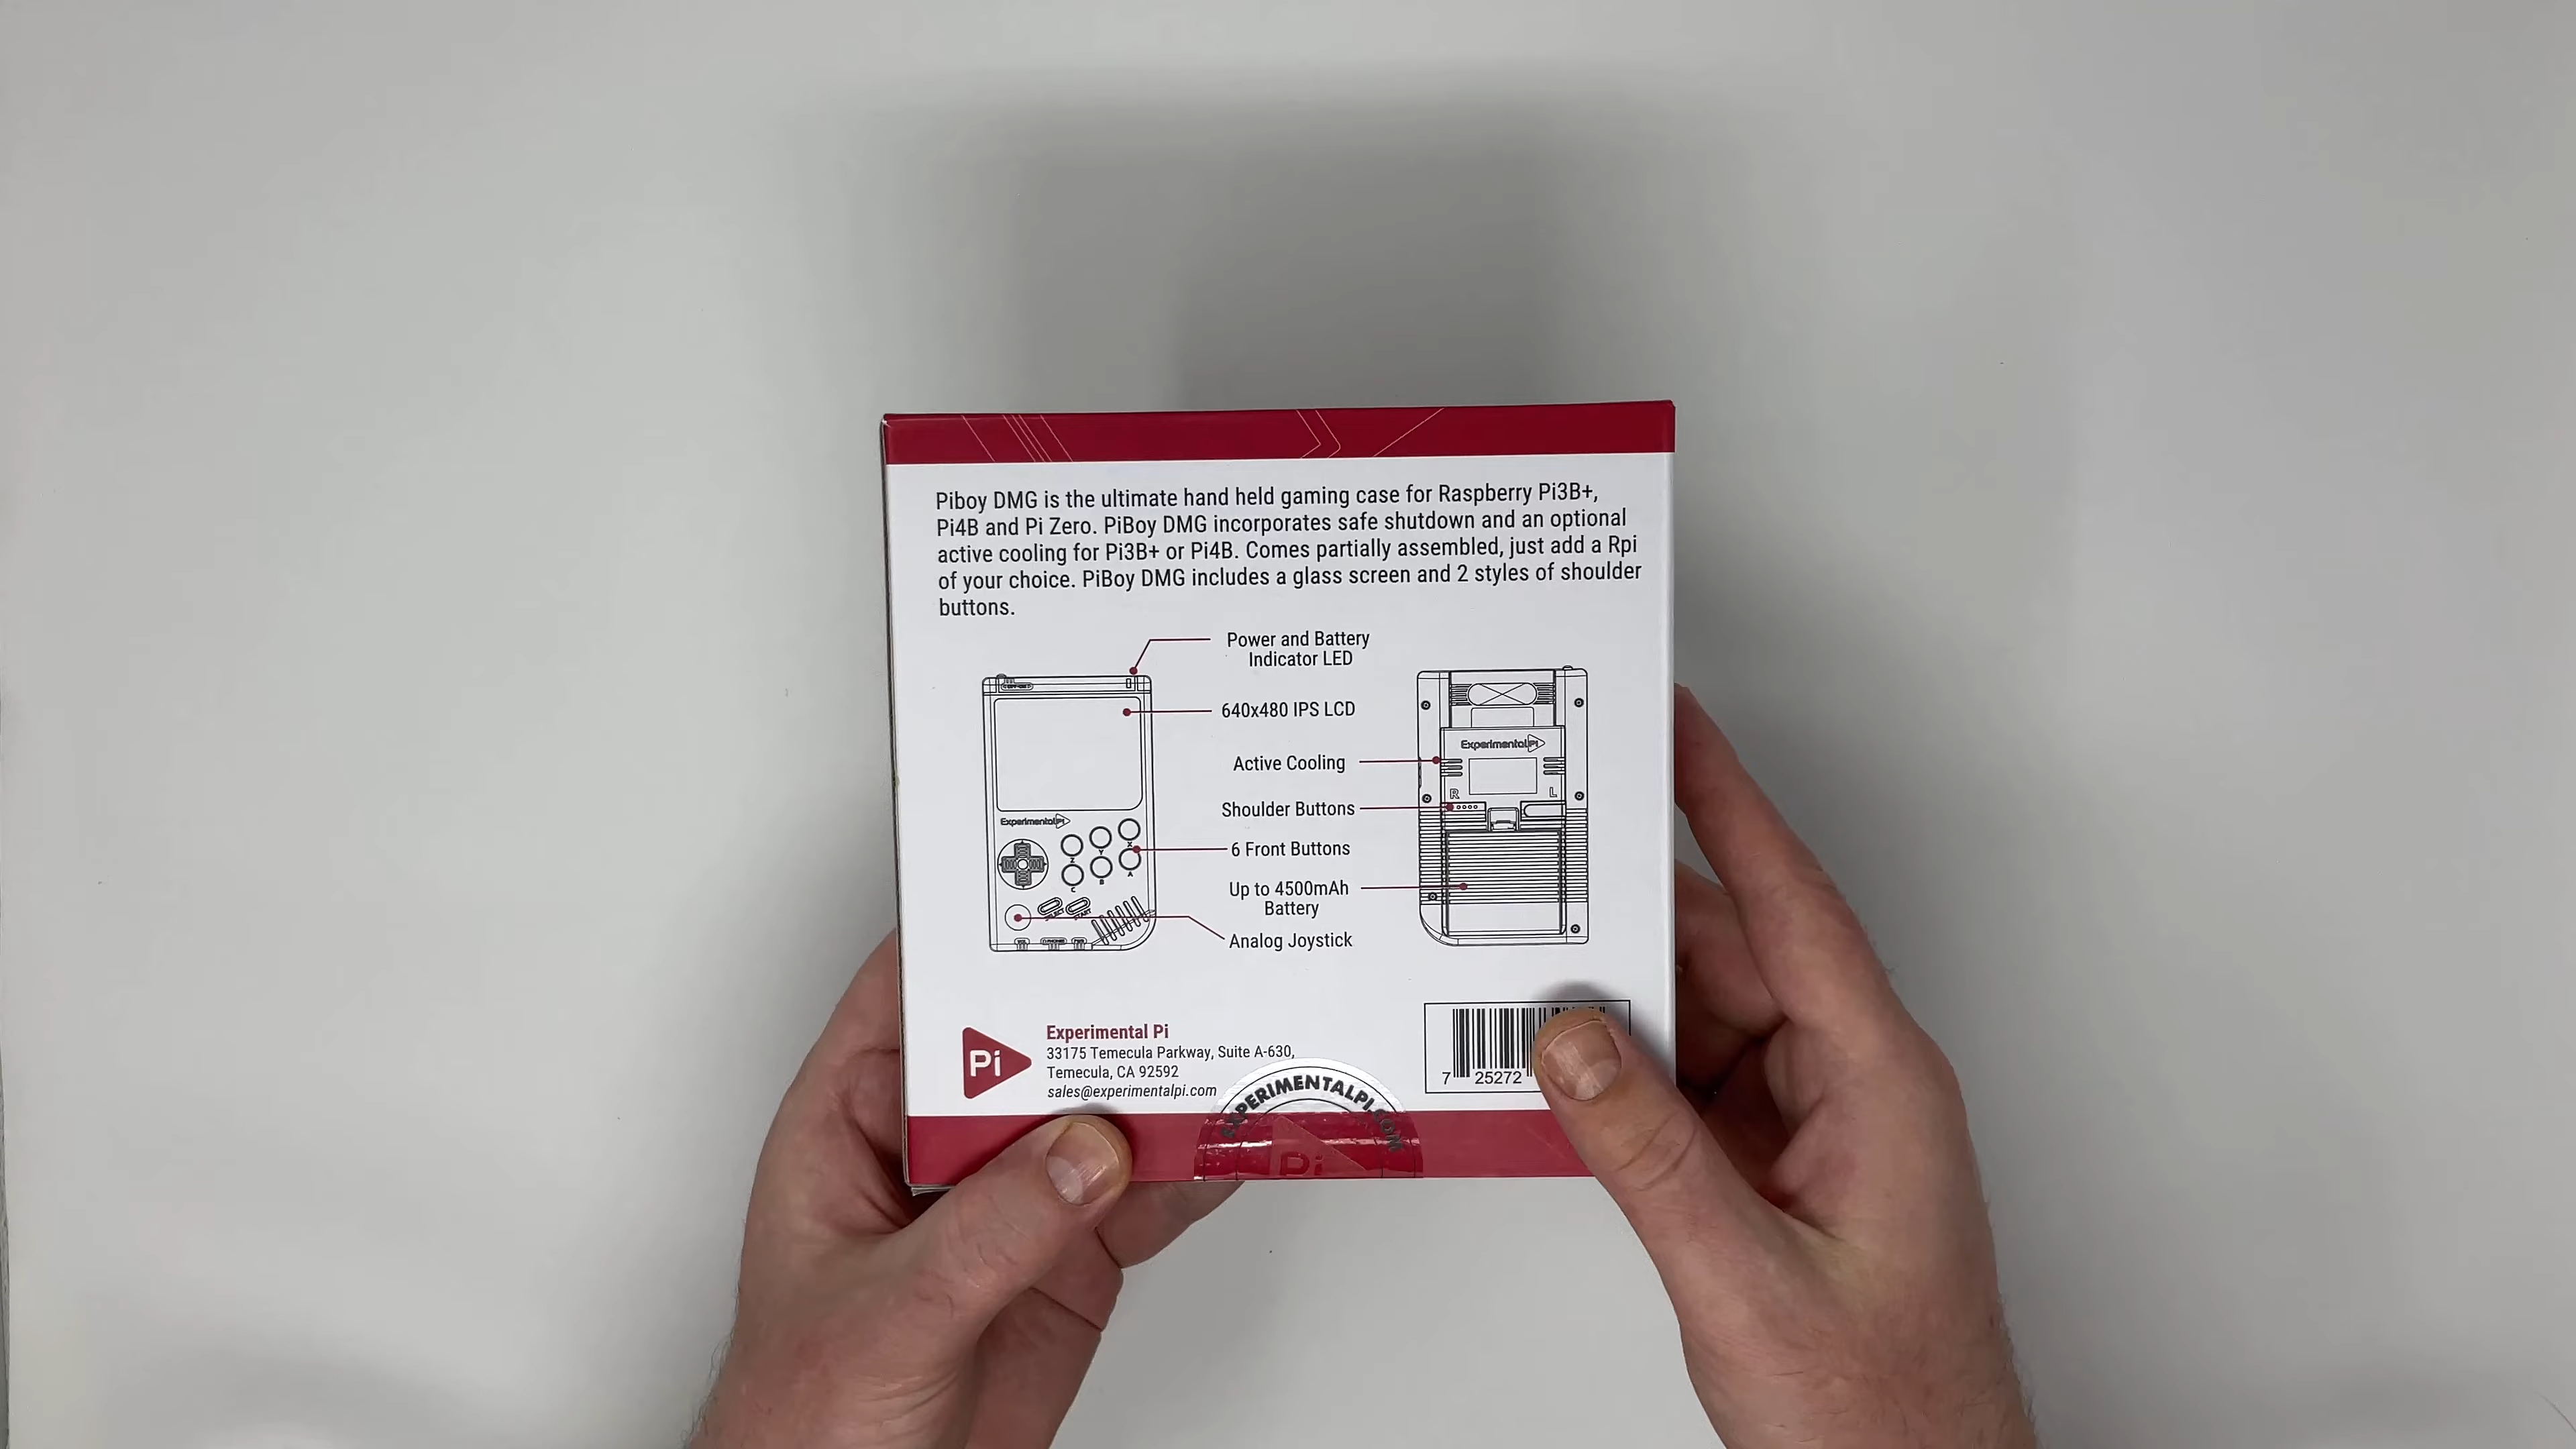 Piboy DMG is the ultimate hand held gaming case for Raspberry Pi3B+,
Pi4B and Pi Zero. PiBoy DMG incorporates safe shutdown and an optional
active cooling for Pi3B+ or Pi4B. Comes partially assembled, just add a Rpi
of your choice. PiBoy DMG includes a glass screen and 2 styles of shoulder
buttons.
Power and Battery
Indicator LED
640x480 IPS LCD
Active Cooling
Shoulder Buttons
6 Front Buttons
Up to 4500mAh
Battery
Analog Joystick
ExperimentalPi
Z
Y
X
C
B
A
SELECT
START
ExperimentalPi
R
L
Pi
Experimental Pi
33175 Temecula Parkway, Suite A-630,
Temecula, CA 92592
sales@experimentalpi.com
EXPERIMENTALPI.COM
Pi
7 25272